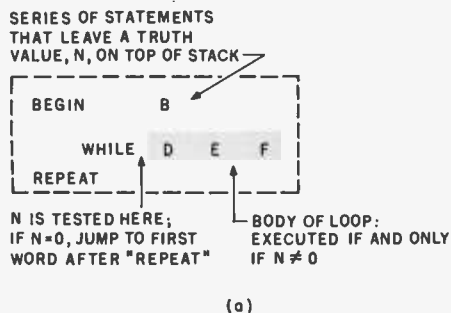 SERIES OF STATEMENTS
THAT LEAVE A TRUTH
VALUE, N, ON TOP OF STACK
BEGIN B
WHILE D E F
REPEAT
N IS TESTED HERE;
IF N=0, JUMP TO FIRST
WORD AFTER "REPEAT"
BODY OF LOOP:
EXECUTED IF AND ONLY
IF N ≠ 0
(a)